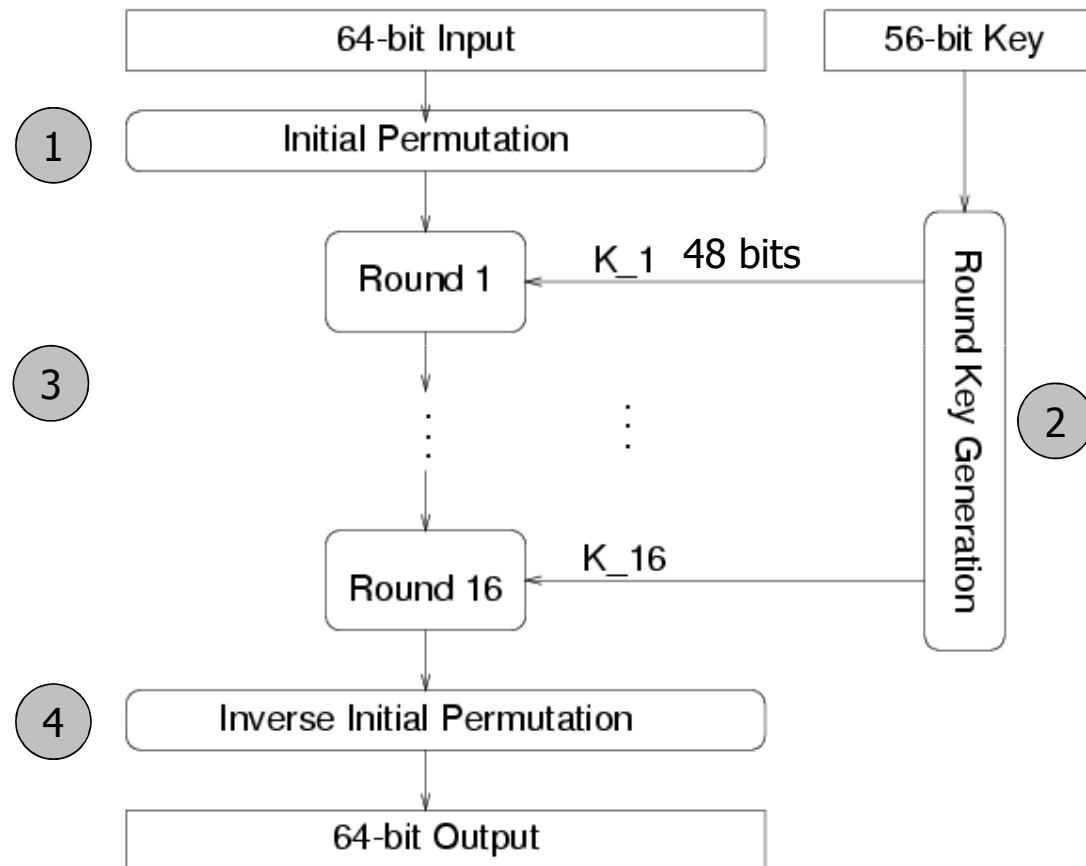 64-bit Input
56-bit Key
1
Initial Permutation
K_1 48 bits
Round 1
3
Round Key Generation
2
K_16
Round 16
4
Inverse Initial Permutation
64-bit Output